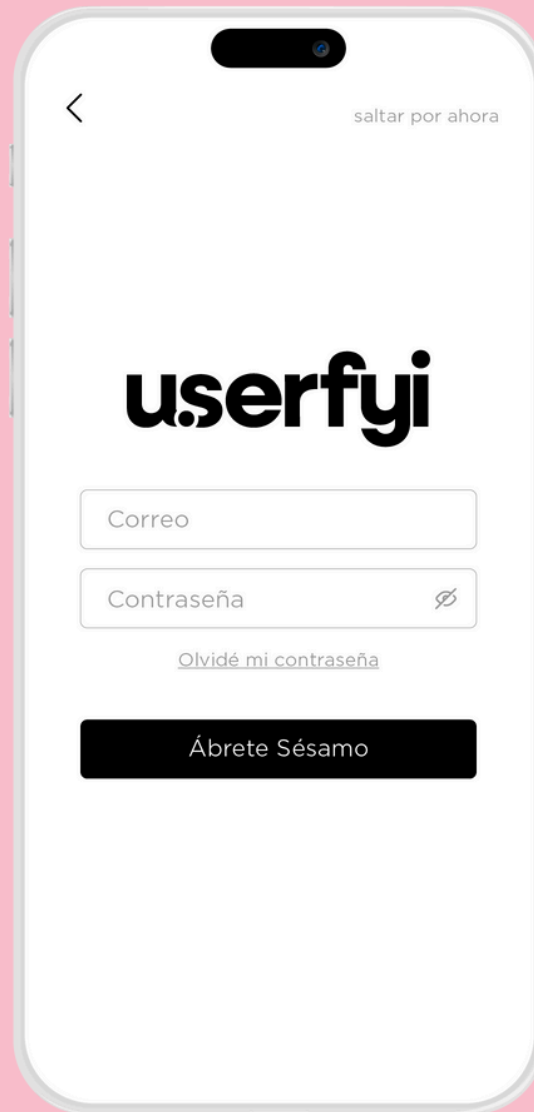 saltar por ahora
userfyi
Correo
Contraseña
Olvidé mi contraseña
Ábrete Sésamo